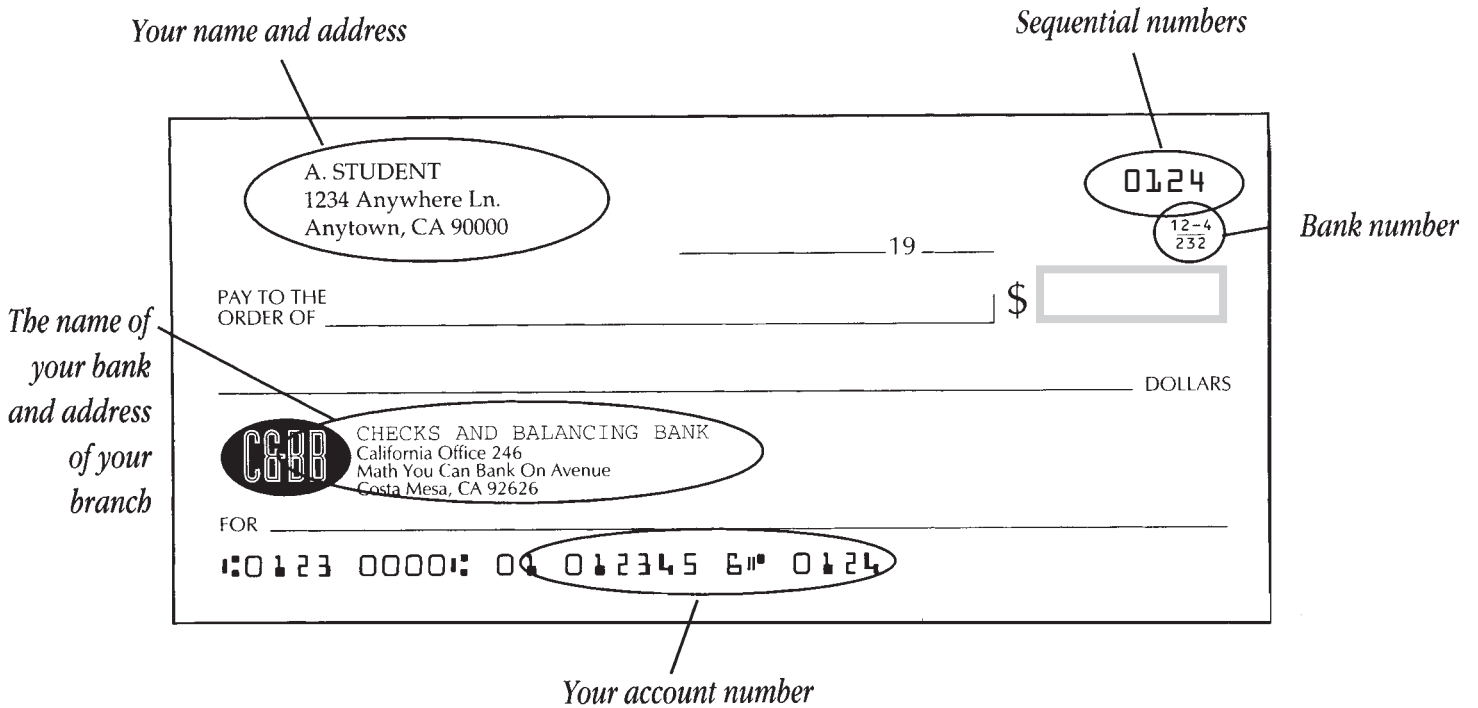 Your name and address
Sequential numbers
A. STUDENT
1234 Anywhere Ln.
Anytown, CA 90000
0124
12-4
232
Bank number
19
PAY TO THE
ORDER OF
$
The name of
your bank
and address
of your
branch
DOLLARS
C&BB
CHECKS AND BALANCING BANK
California Office 246
Math You Can Bank On Avenue
Costa Mesa, CA 92626
FOR
⑆0123 0000⑆ 01 012345 6⑈ 0124
Your account number